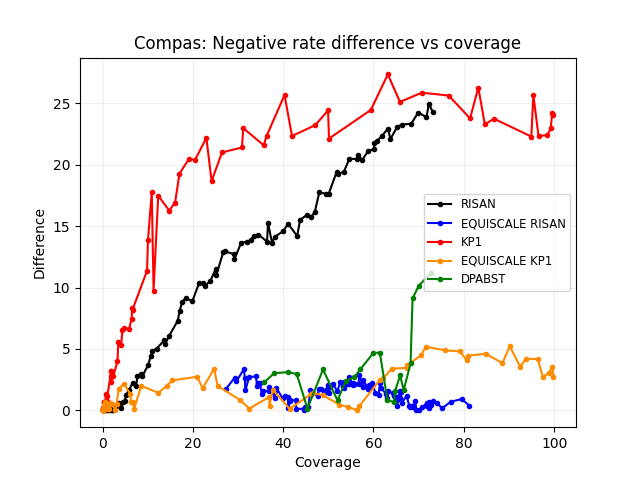 Compas: Negative rate difference vs coverage
25
20
15
10
5
0
Difference
RISAN
EQUISCALE RISAN
KP1
EQUISCALE KP1
DPABST
0 20 40 60 80 100
Coverage